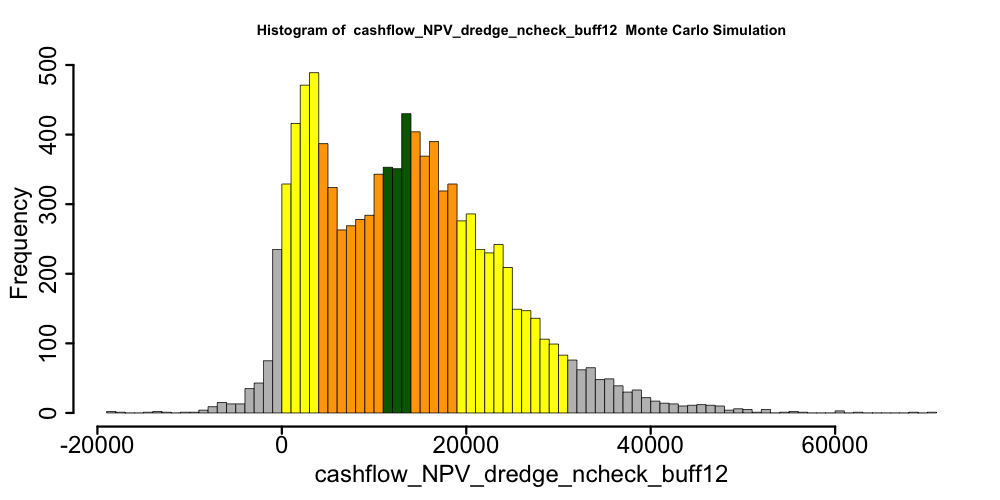 Histogram of cashflow_NPV_dredge_ncheck_buff12 Monte Carlo Simulation
500
400
300
200
100
0
Frequency
-20000 0 20000 40000 60000
cashflow_NPV_dredge_ncheck_buff12